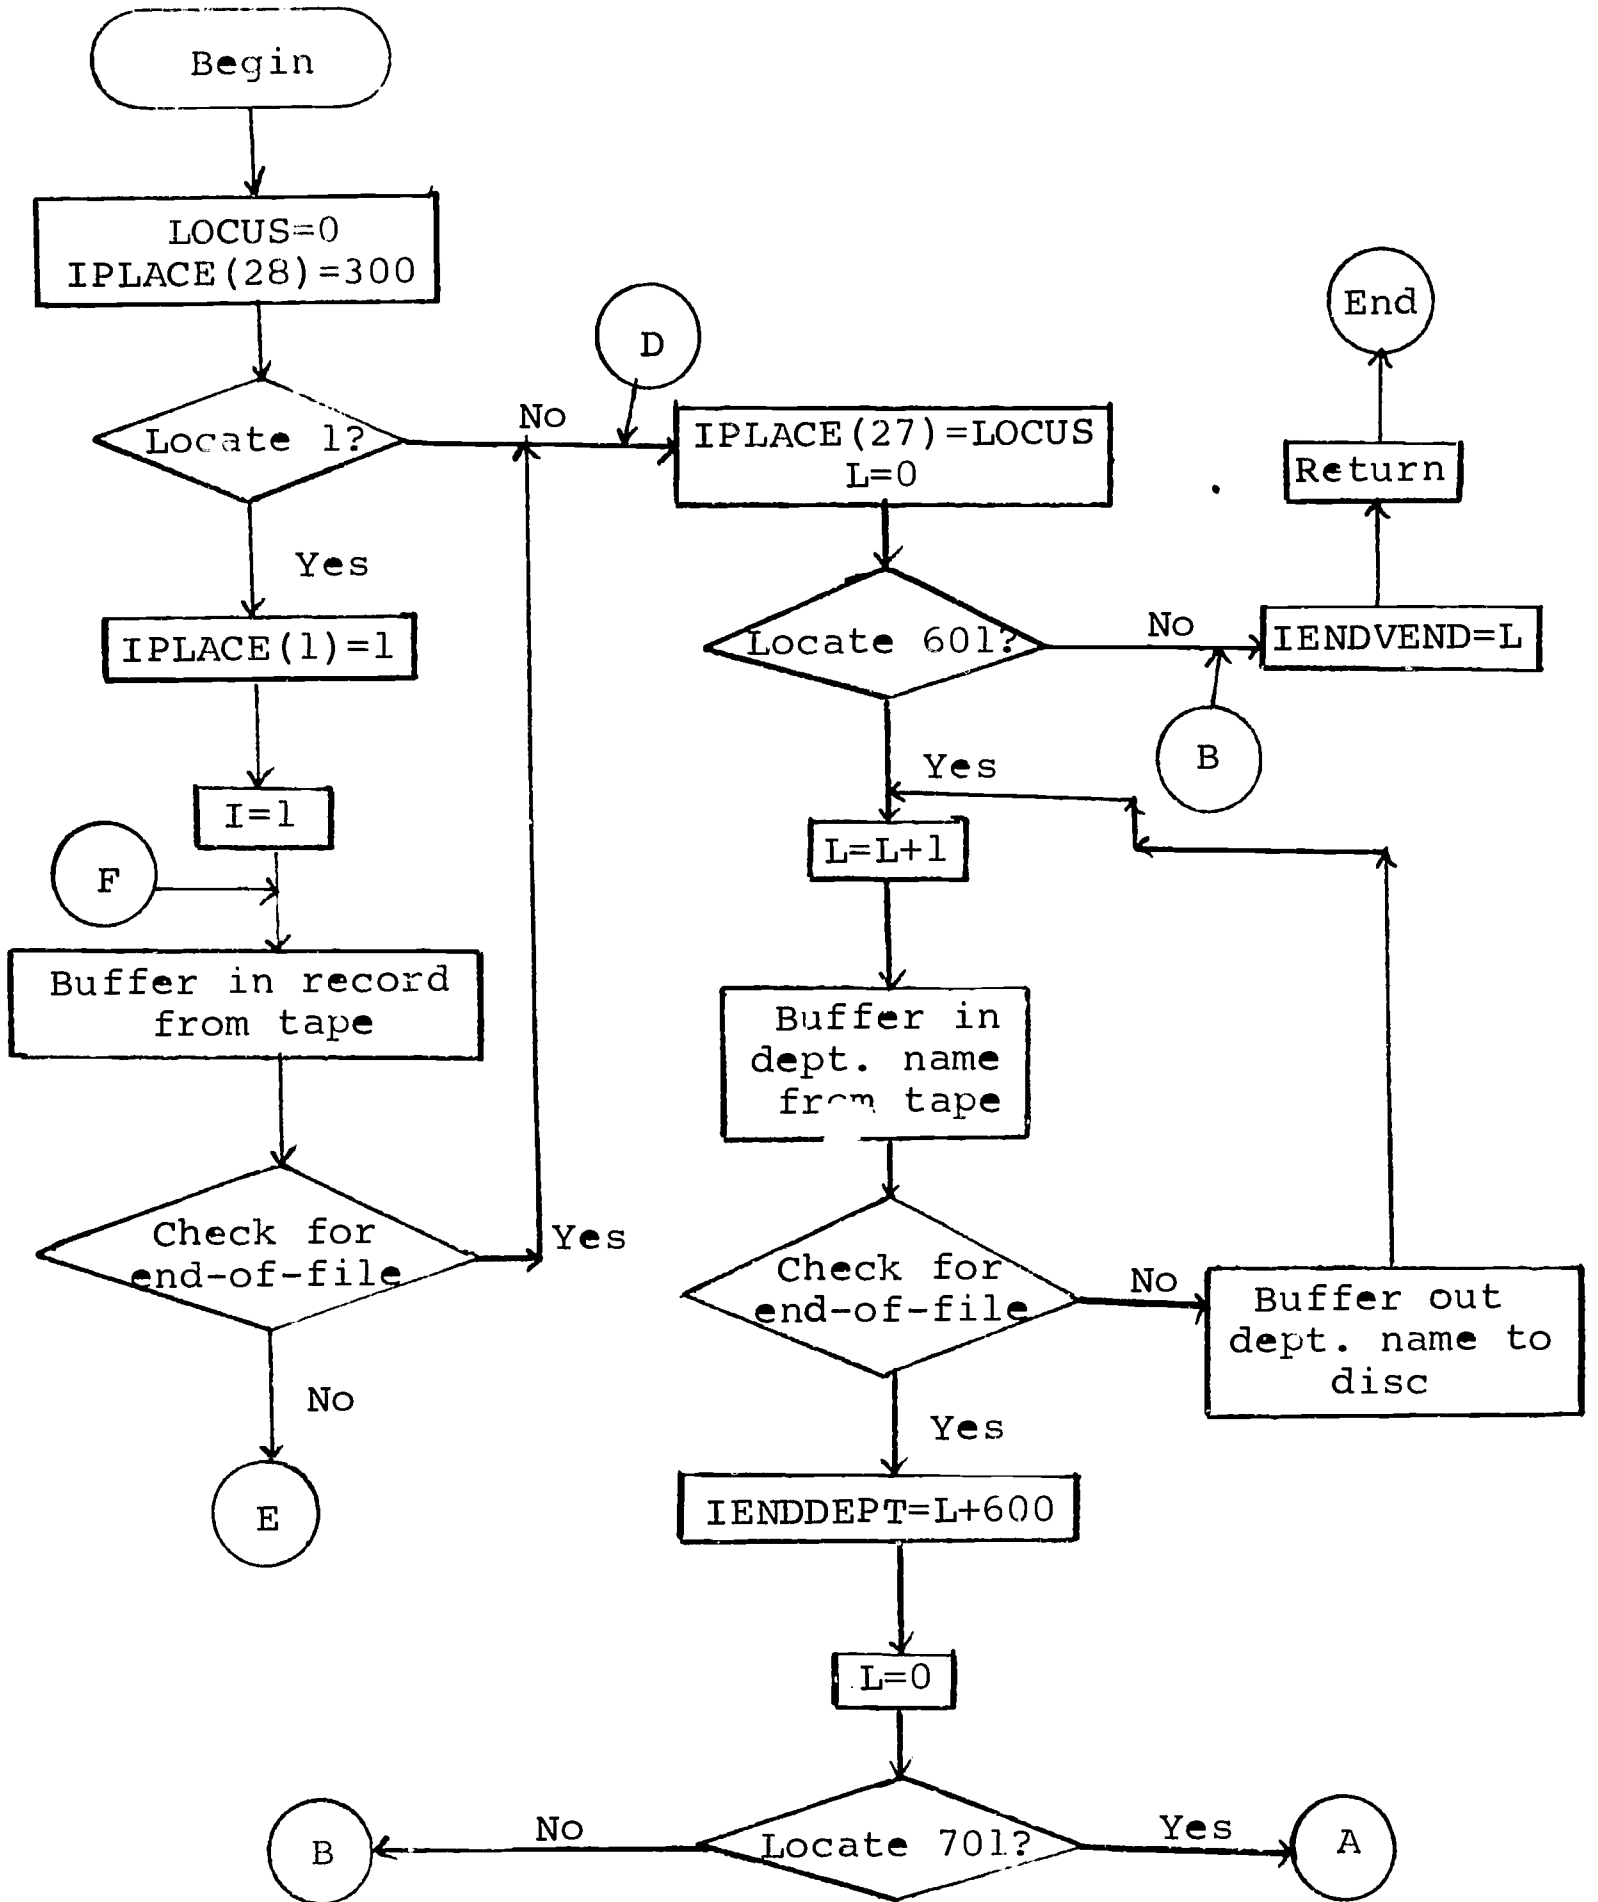 Begin
LOCUS=0
IPLACE(28)=300
Locate 1?
Yes
IPLACE(1)=1
I=1
F
Buffer in record
from tape
Check for
end-of-file
Yes
No
E
No
D
IPLACE(27)=LOCUS
L=0
Locate 601?
No
B
IENDVEND=L
Return
End
Yes
L=L+1
Buffer in
dept. name
from tape
Check for
end-of-file
No
Buffer out
dept. name to
disc
Yes
IENDDEPT=L+600
L=0
Locate 701?
No
B
Yes
A